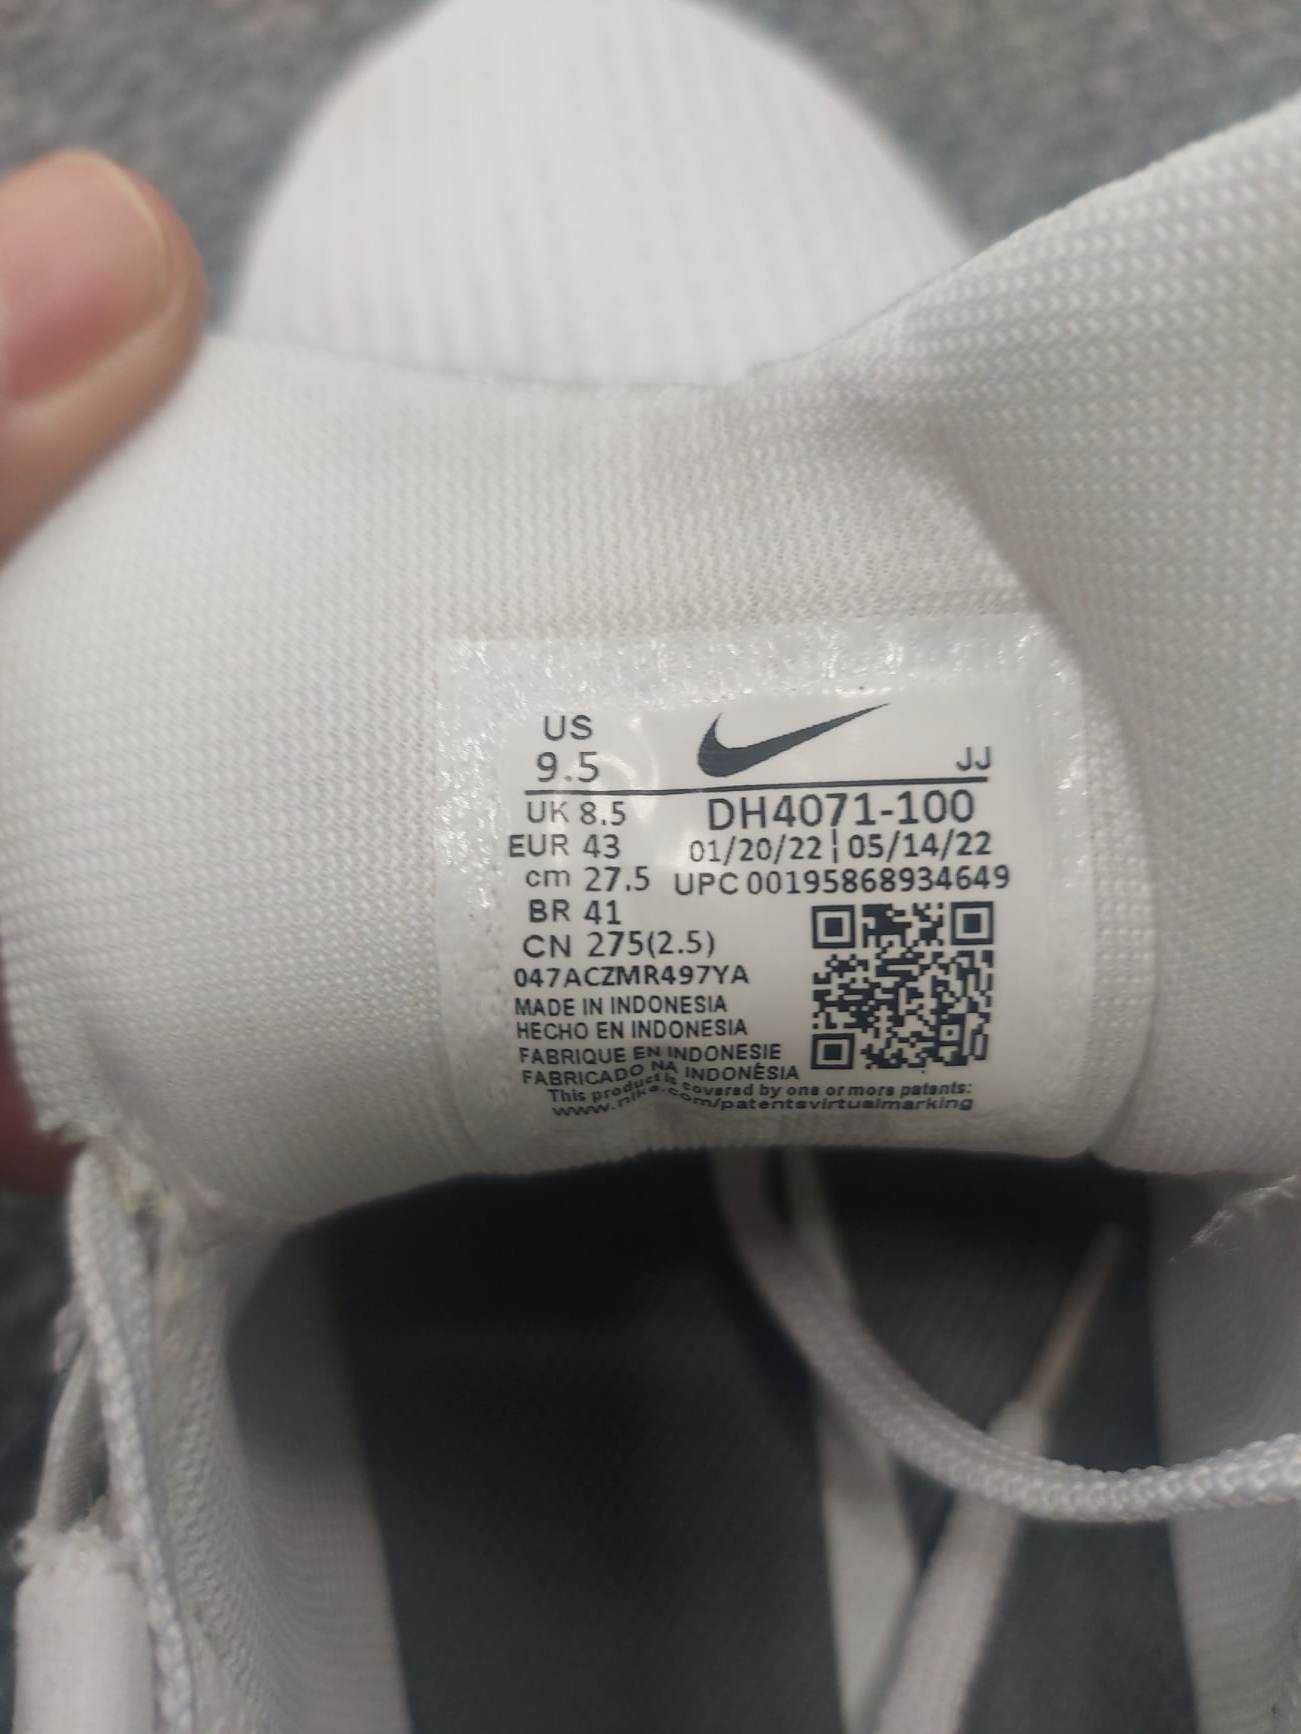 US
9.5
JJ
UK 8.5
DH4071-100
EUR 43
01/20/22 ¦ 05/14/22
cm 27.5
UPC 00195868934649
BR 41
CN 275(2.5)
047ACZMR497YA
MADE IN INDONESIA
HECHO EN INDONESIA
FABRIQUE EN INDONESIE
FABRICADO NA INDONÉSIA
This product is covered by one or more patents:
www.nike.com/patentsvirtualmarking